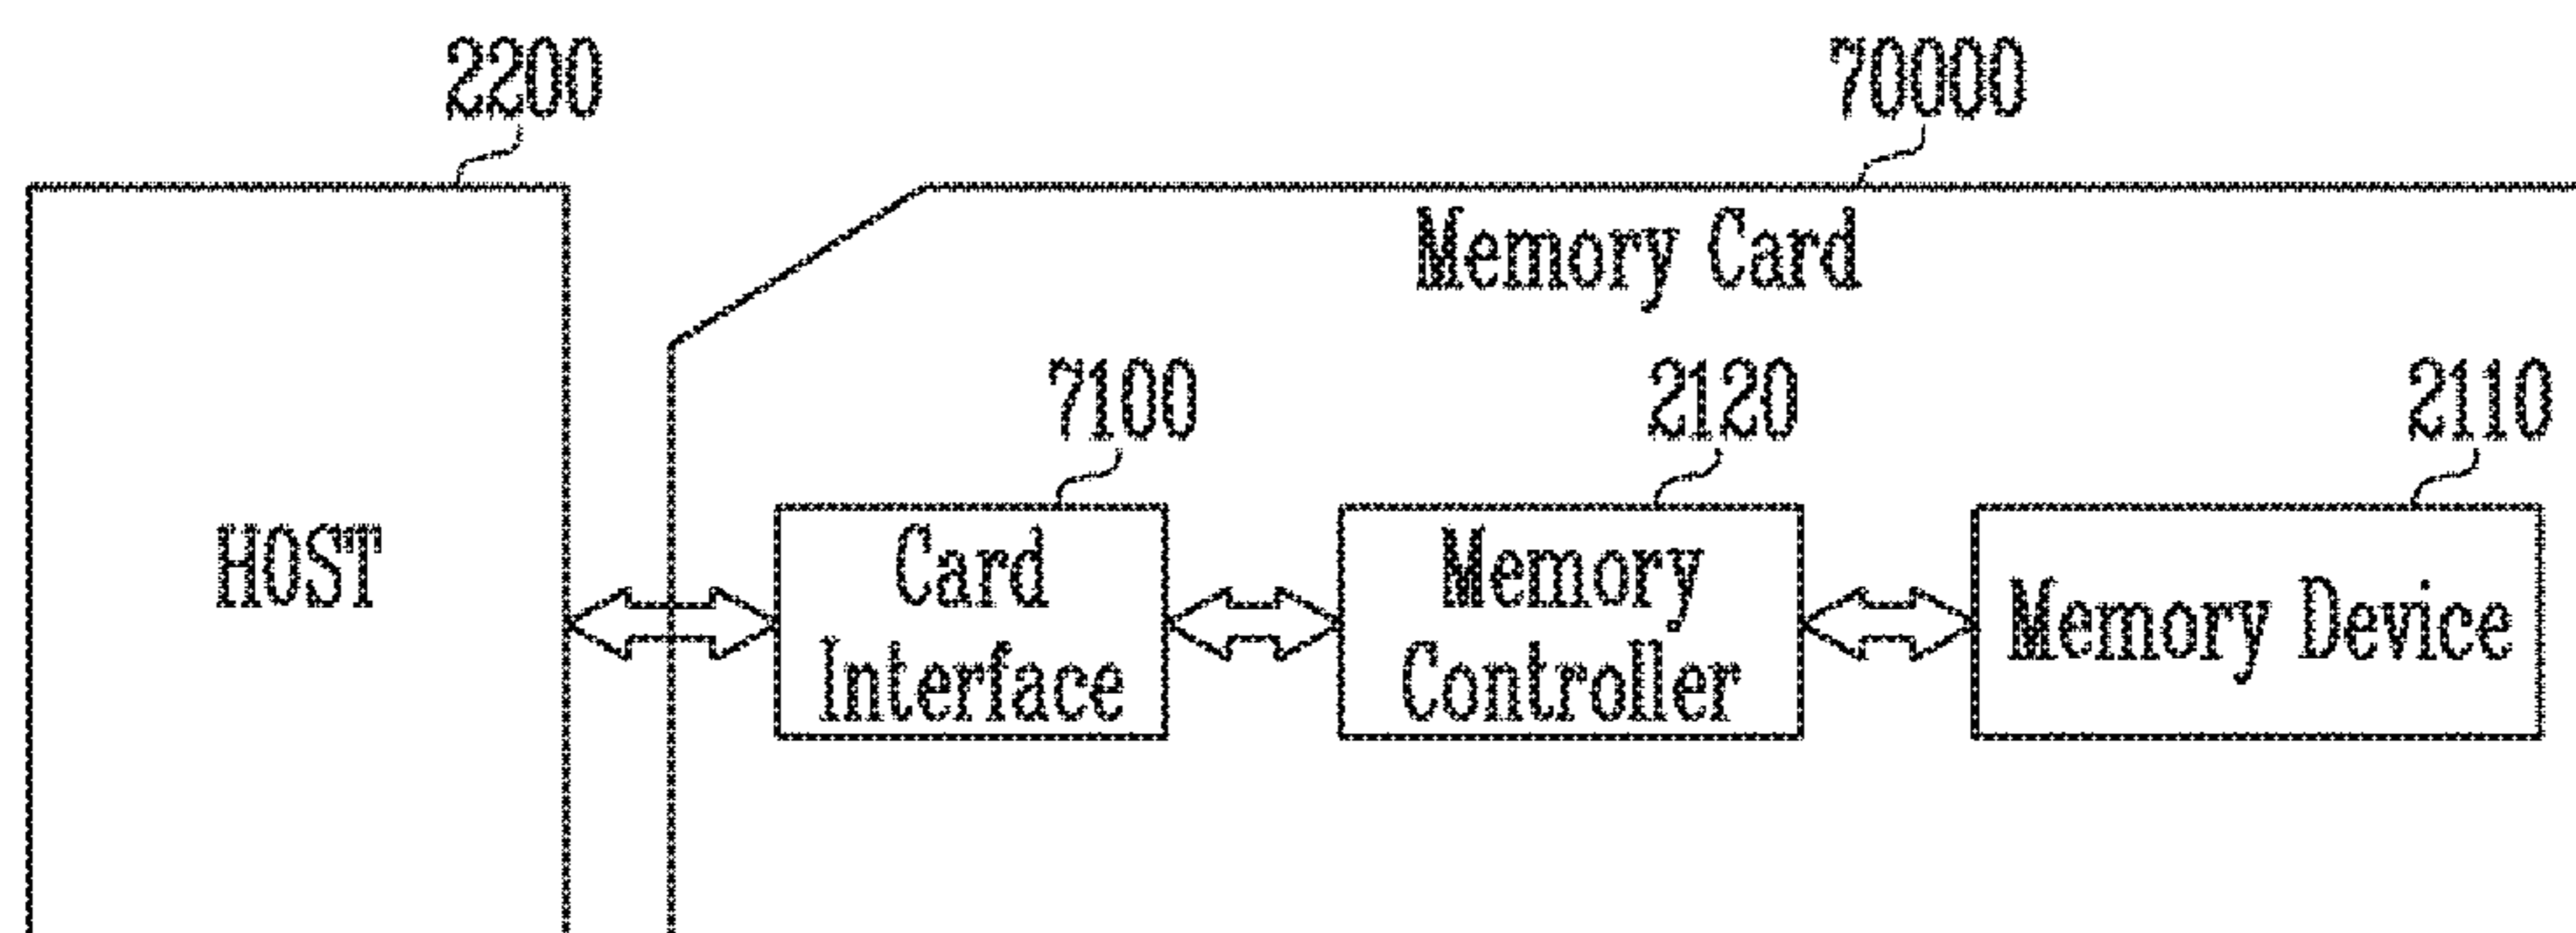 2200
70000
Memory Card
7100
2120
2110
HOST
Card
Interface
Memory
Controller
Memory Device